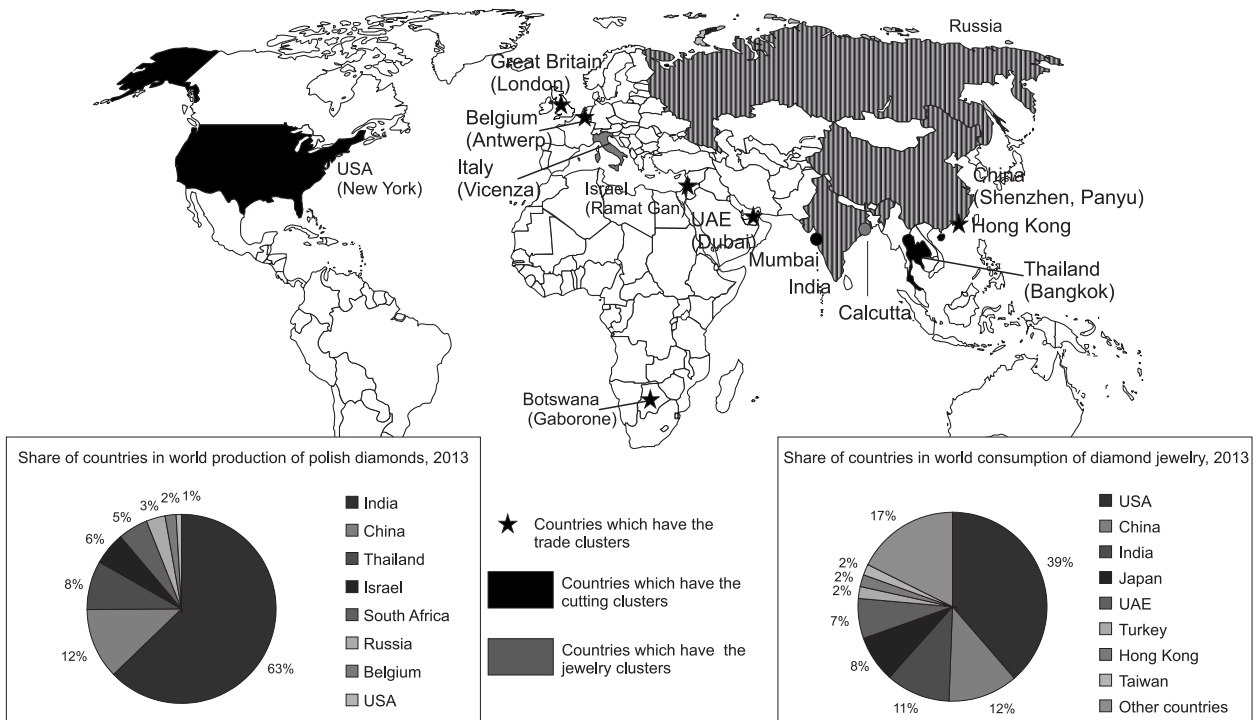 Russia
Great Britain
(London)
Belgium
(Antwerp)
Italy
(Vicenza)
USA
(New York)
Israel
(Ramat Gan)
UAE
(Dubai)
Mumbai
India
Calcutta
China
(Shenzhen, Panyu)
Hong Kong
Thailand
(Bangkok)
Botswana
(Gaborone)
Share of countries in world production of polish diamonds, 2013
1%
2%
3%
5%
6%
8%
12%
63%
India
China
Thailand
Israel
South Africa
Russia
Belgium
USA
Countries which have the
trade clusters
Countries which have the
cutting clusters
Countries which have the
jewelry clusters
Share of countries in world consumption of diamond jewelry, 2013
17%
2%
2%
2%
7%
8%
11%
12%
39%
USA
China
India
Japan
UAE
Turkey
Hong Kong
Taiwan
Other countries